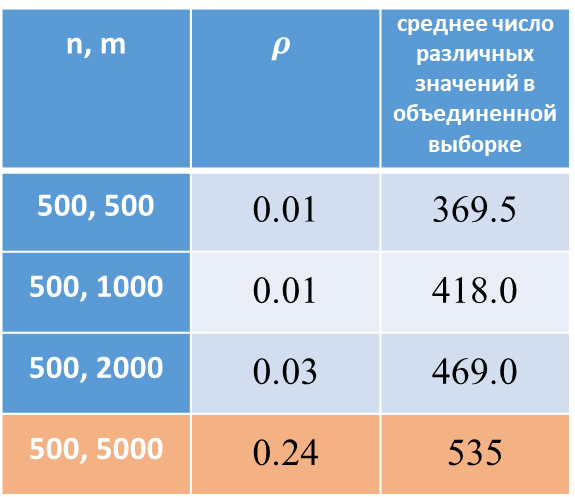 n, m
ρ
среднее число
различных
значений в
объединенной
выборке
500, 500
0.01
369.5
500, 1000
0.01
418.0
500, 2000
0.03
469.0
500, 5000
0.24
535